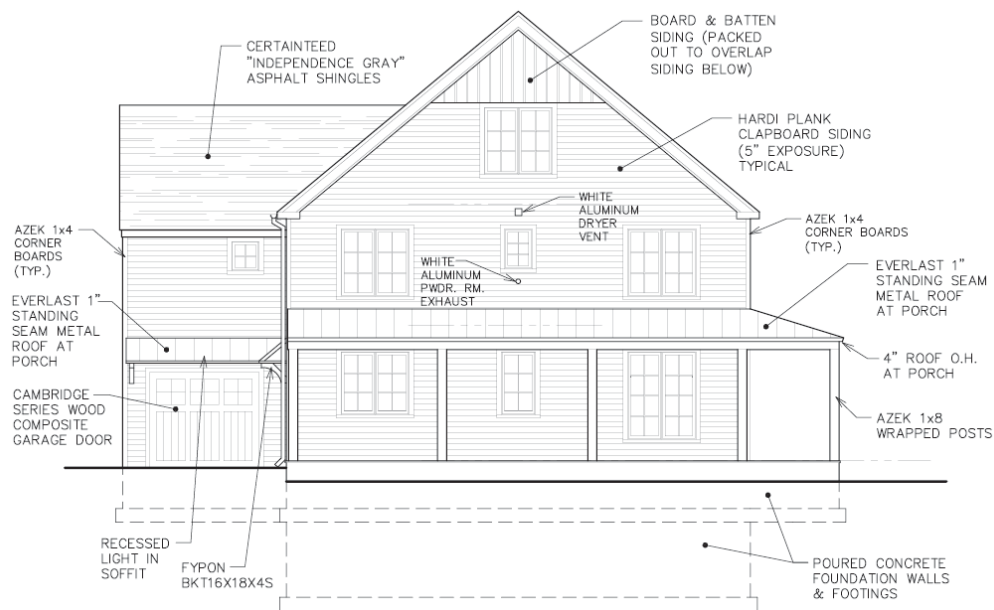 BOARD & BATTEN
SIDING (PACKED
OUT TO OVERLAP
SIDING BELOW)
CERTAINTEED
"INDEPENDENCE GRAY"
ASPHALT SHINGLES
HARDI PLANK
CLAPBOARD SIDING
(5" EXPOSURE)
TYPICAL
WHITE
ALUMINUM
DRYER
VENT
AZEK 1x4
CORNER
BOARDS
(TYP.)
AZEK 1x4
CORNER BOARDS
(TYP.)
WHITE
ALUMINUM
PWDR. RM.
EXHAUST
EVERLAST 1"
STANDING SEAM
METAL ROOF
AT PORCH
EVERLAST 1"
STANDING
SEAM METAL
ROOF AT
PORCH
4" ROOF O.H.
AT PORCH
CAMBRIDGE
SERIES WOOD
COMPOSITE
GARAGE DOOR
AZEK 1x8
WRAPPED POSTS
RECESSED
LIGHT IN
SOFFIT
FYPON
BKT16X18X4S
POURED CONCRETE
FOUNDATION WALLS
& FOOTINGS